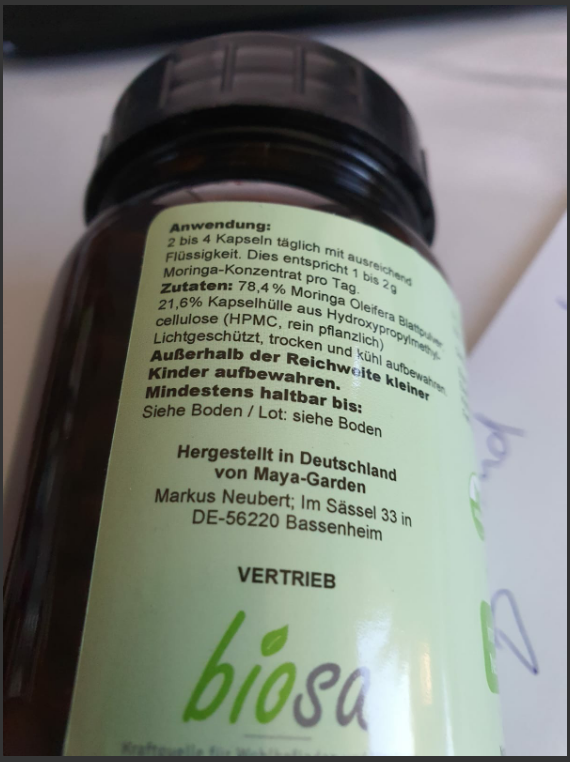 Anwendung:
2 bis 4 Kapseln täglich mit ausreichend
Flüssigkeit. Dies entspricht 1 bis 2g
Moringa-Konzentrat pro Tag.
Zutaten: 78,4% Moringa Oleifera Blattpulver
21,6% Kapselhülle aus Hydroxypropylmethyl-
cellulose (HPMC, rein pflanzlich)
Lichtgeschützt, trocken und kühl aufbewahren
Außerhalb der Reichweite kleiner
Kinder aufbewahren.
Mindestens haltbar bis:
Siehe Boden / Lot: siehe Boden
Hergestellt in Deutschland
von Maya-Garden
Markus Neubert; Im Sässel 33 in
DE-56220 Bassenheim
VERTRIEB
biosa